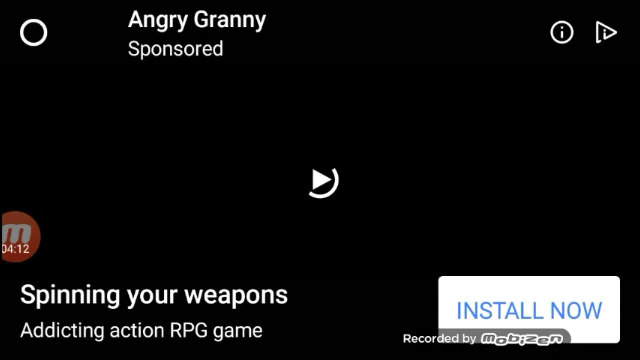 Angry Granny
Sponsored
04:12
Spinning your weapons
Addicting action RPG game
INSTALL NOW
Recorded by mobizen